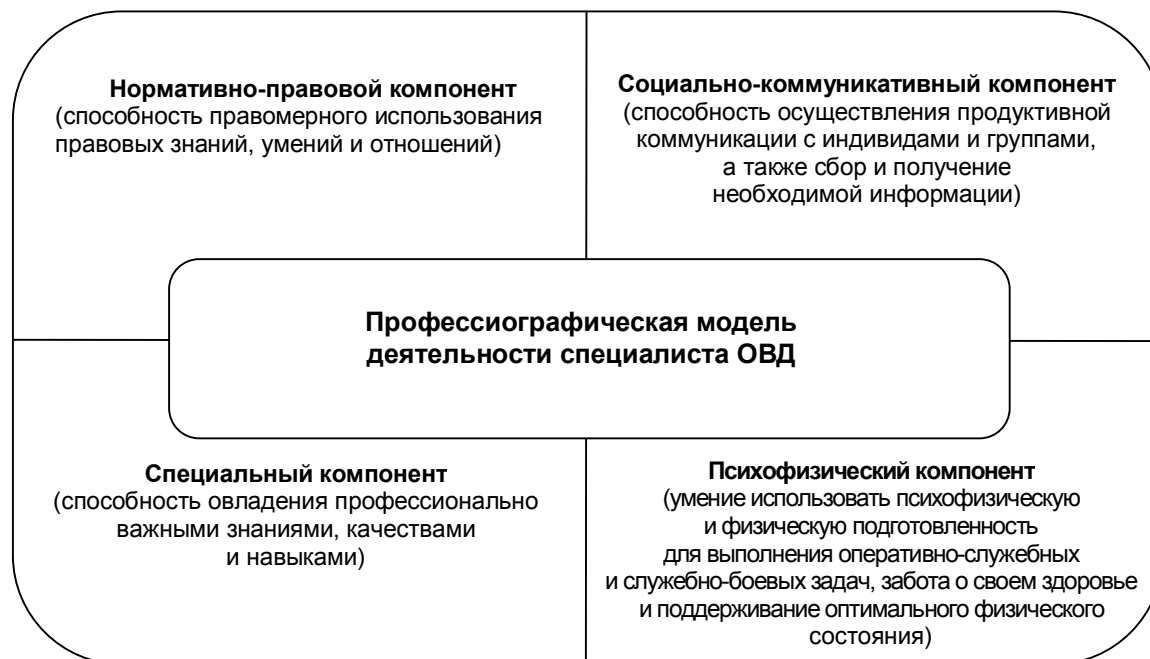 Нормативно-правовой компонент
(способность правомерного использования
правовых знаний, умений и отношений)
Социально-коммуникативный компонент
(способность осуществления продуктивной
коммуникации с индивидами и группами,
а также сбор и получение
необходимой информации)
Профессиографическая модель
деятельности специалиста ОВД
Специальный компонент
(способность овладения профессионально
важными знаниями, качествами
и навыками)
Психофизический компонент
(умение использовать психофизическую
и физическую подготовленность
для выполнения оперативно-служебных
и служебно-боевых задач, забота о своем здоровье
и поддерживание оптимального физического
состояния)